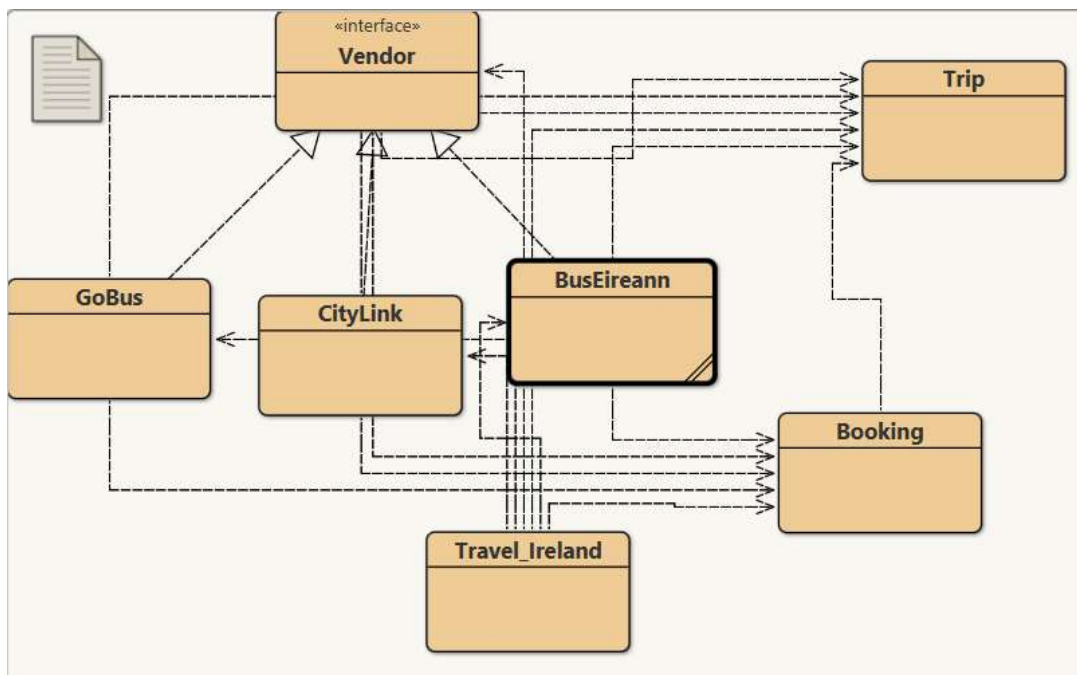 «interface»
Vendor
Trip
GoBus
CityLink
BusEireann
Booking
Travel_Ireland